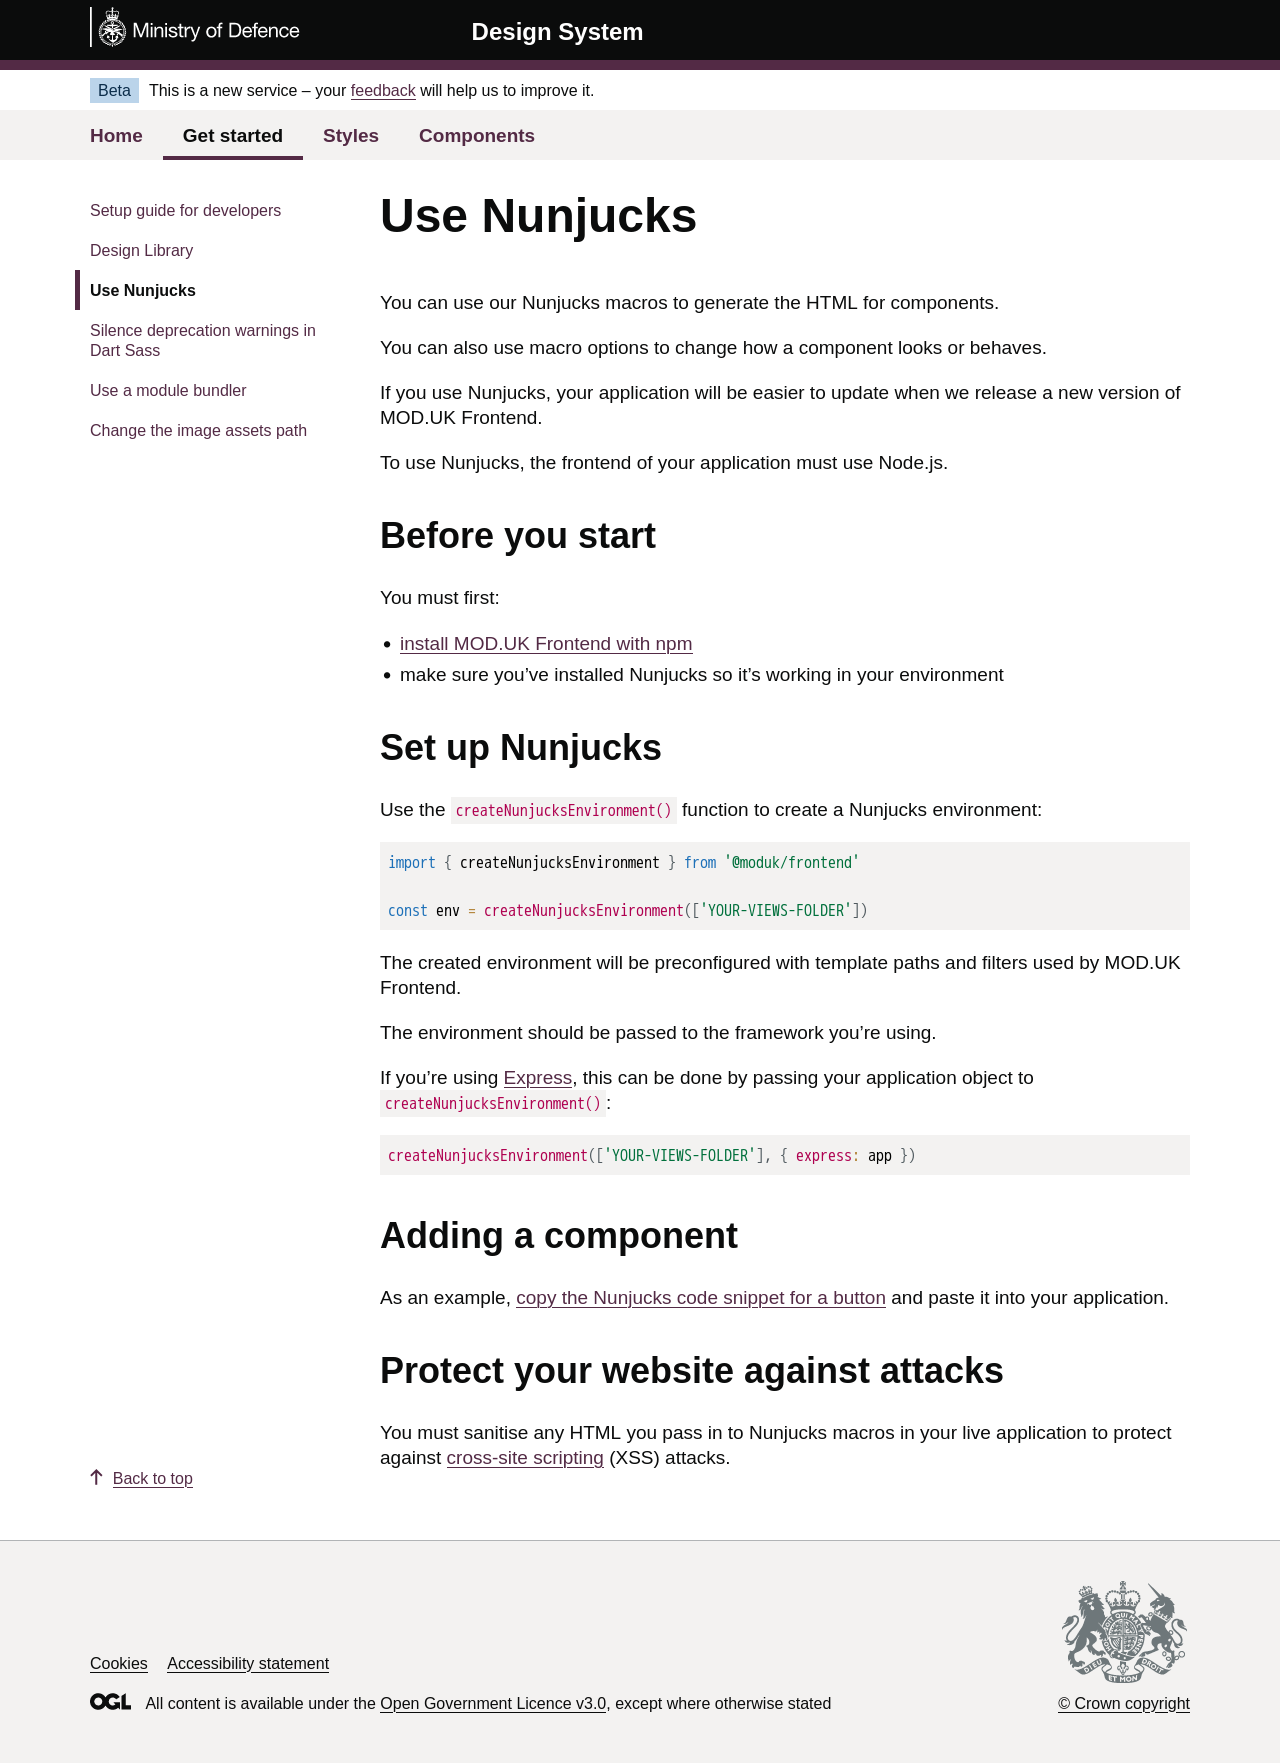 Ministry of Defence
Design System
Beta This is a new service – your feedback will help us to improve it.
Home Get started Styles Components
Setup guide for developers
Design Library
Use Nunjucks
Silence deprecation warnings in
Dart Sass
Use a module bundler
Change the image assets path
Use Nunjucks
You can use our Nunjucks macros to generate the HTML for components.
You can also use macro options to change how a component looks or behaves.
If you use Nunjucks, your application will be easier to update when we release a new version of
MOD.UK Frontend.
To use Nunjucks, the frontend of your application must use Node.js.
Before you start
You must first:
• install MOD.UK Frontend with npm
• make sure you’ve installed Nunjucks so it’s working in your environment
Set up Nunjucks
Use the createNunjucksEnvironment() function to create a Nunjucks environment:
import { createNunjucksEnvironment } from '@moduk/frontend'
const env = createNunjucksEnvironment(['YOUR-VIEWS-FOLDER'])
The created environment will be preconfigured with template paths and filters used by MOD.UK
Frontend.
The environment should be passed to the framework you’re using.
If you’re using Express, this can be done by passing your application object to
createNunjucksEnvironment() :
createNunjucksEnvironment(['YOUR-VIEWS-FOLDER'], { express: app })
Adding a component
As an example, copy the Nunjucks code snippet for a button and paste it into your application.
Protect your website against attacks
You must sanitise any HTML you pass in to Nunjucks macros in your live application to protect
against cross-site scripting (XSS) attacks.
Back to top
Cookies Accessibility statement
OGL All content is available under the Open Government Licence v3.0, except where otherwise stated
DIEU ET MON DROIT
© Crown copyright